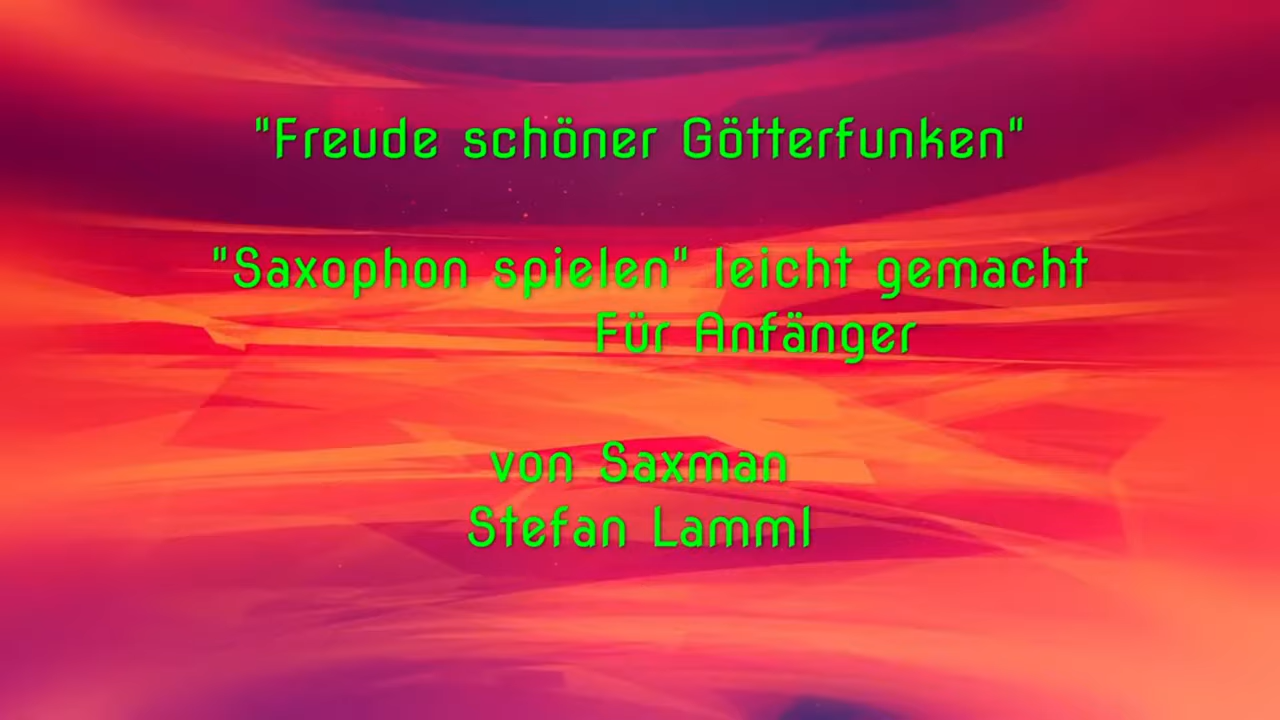 "Freude schöner Götterfunken"
"Saxophon spielen" leicht gemacht
Für Anfänger
von Saxman
Stefan Lamml